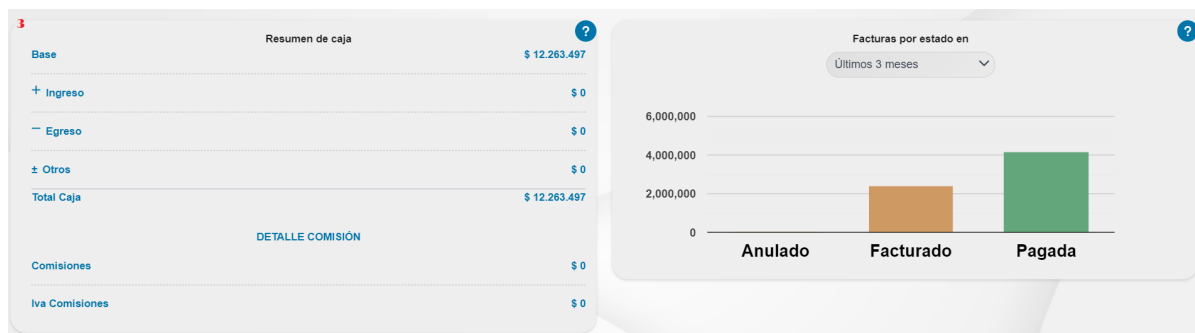 3
Resumen de caja
?
Base $ 12.263.497
+ Ingreso $ 0
− Egreso $ 0
± Otros $ 0
Total Caja $ 12.263.497
DETALLE COMISIÓN
Comisiones $ 0
Iva Comisiones $ 0
Facturas por estado en
?
Últimos 3 meses
6,000,000
4,000,000
2,000,000
0
Anulado Facturado Pagada